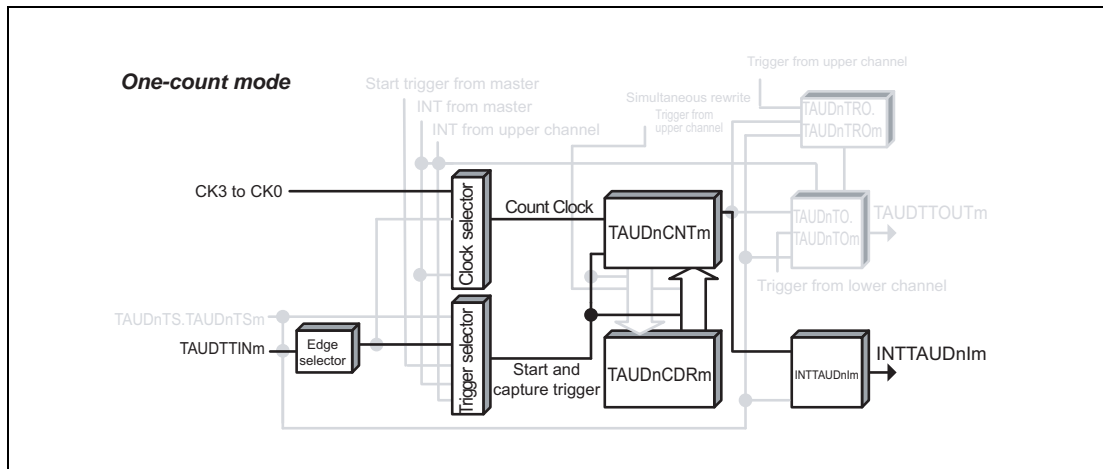 One-count mode
Start trigger from master
INT from master
INT from upper channel
Simultaneous rewrite
Trigger from
upper channel
Trigger from upper channel
TAUDnTRO.
TAUDnTROm
CK3 to CK0
Clock selector
Count Clock
TAUDnCNTm
TAUDnTO.
TAUDnTOm
TAUDTTOUTm
Trigger from lower channel
TAUDnTS.TAUDnTSm
TAUDTTINm
Edge
selector
Trigger selector
Start and
capture trigger
TAUDnCDRm
INTTAUDnIm
INTTAUDnIm